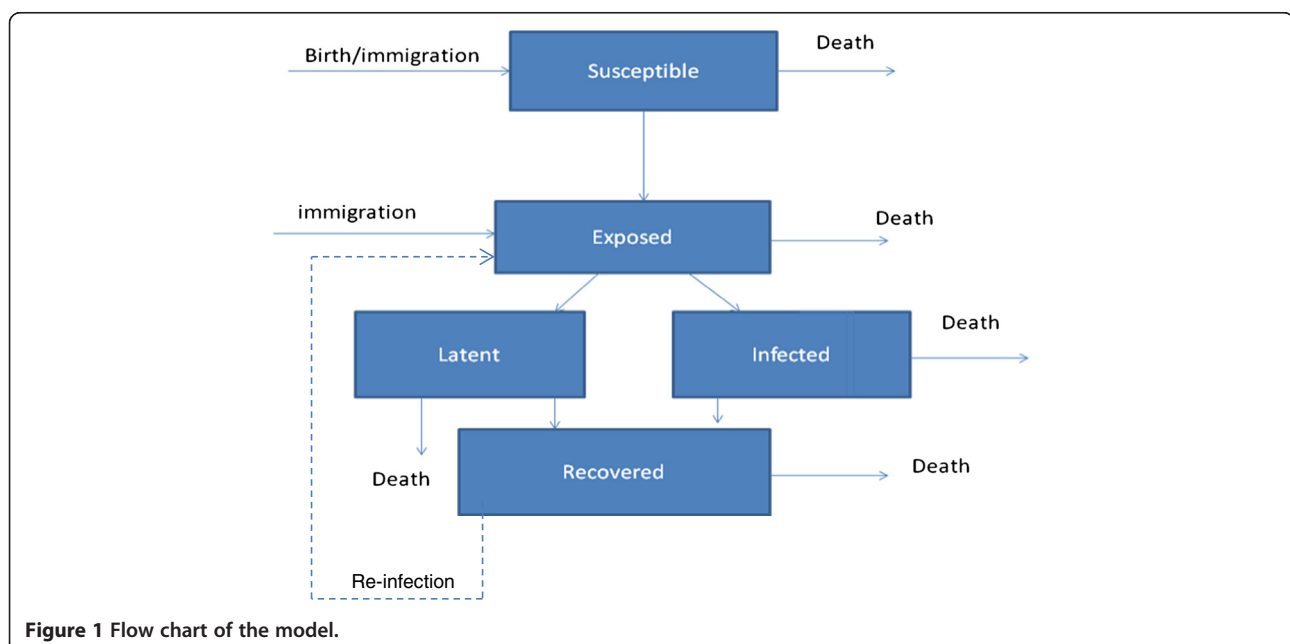 Birth/immigration
Death
Susceptible
immigration
Death
Exposed
Death
Latent
Infected
Death
Recovered
Death
Re-infection
Figure 1 Flow chart of the model.